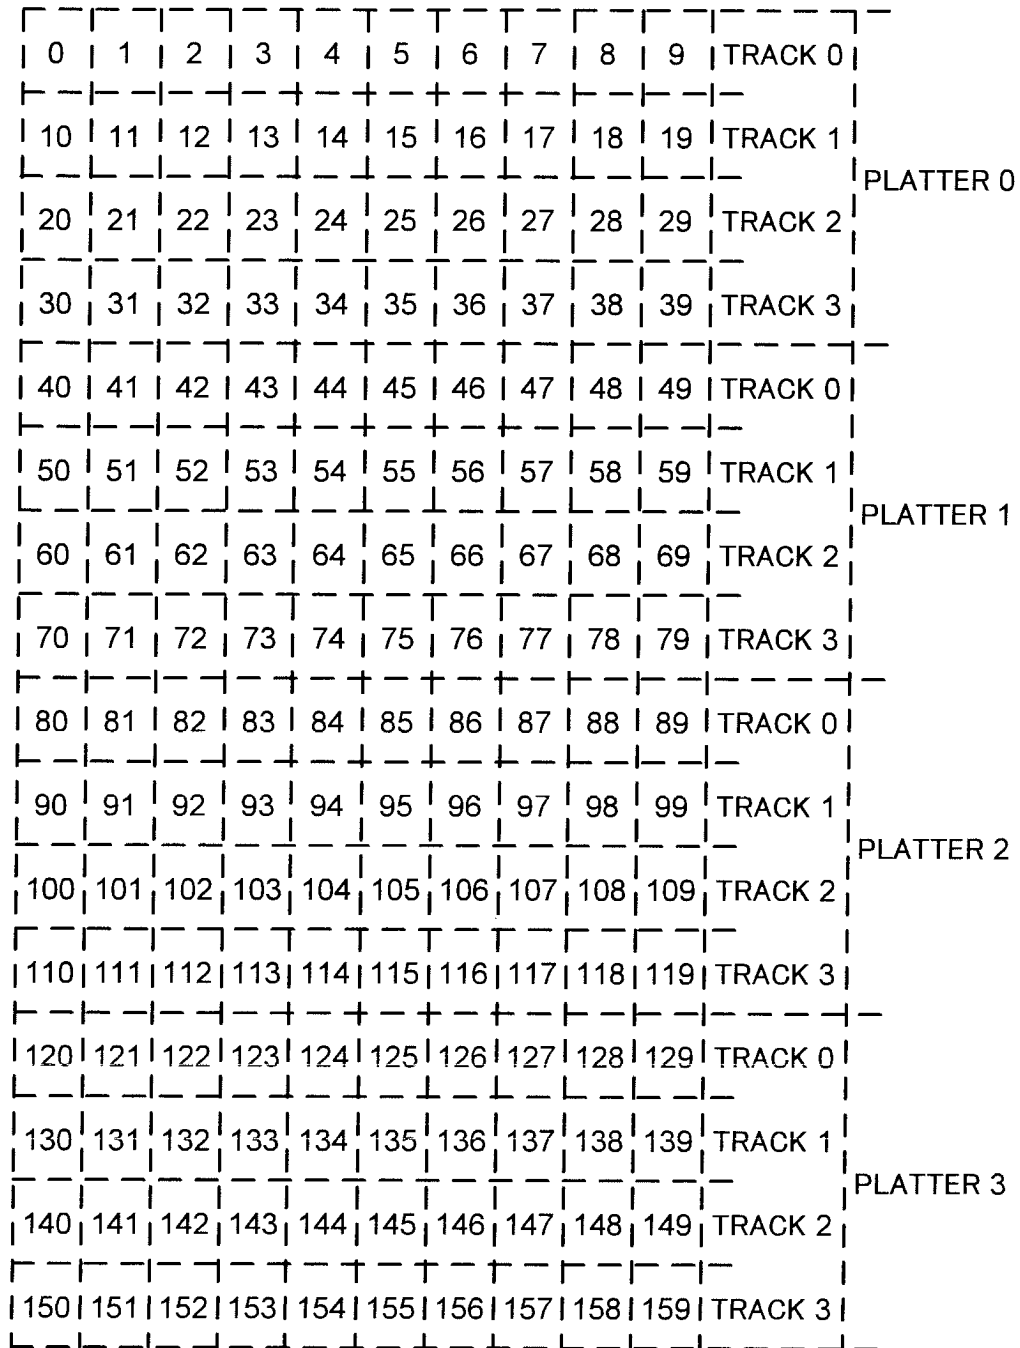 0 1 2 3 4 5 6 7 8 9 TRACK 0
10 11 12 13 14 15 16 17 18 19 TRACK 1
PLATTER 0
20 21 22 23 24 25 26 27 28 29 TRACK 2
30 31 32 33 34 35 36 37 38 39 TRACK 3
40 41 42 43 44 45 46 47 48 49 TRACK 0
50 51 52 53 54 55 56 57 58 59 TRACK 1
PLATTER 1
60 61 62 63 64 65 66 67 68 69 TRACK 2
70 71 72 73 74 75 76 77 78 79 TRACK 3
80 81 82 83 84 85 86 87 88 89 TRACK 0
90 91 92 93 94 95 96 97 98 99 TRACK 1
PLATTER 2
100 101 102 103 104 105 106 107 108 109 TRACK 2
110 111 112 113 114 115 116 117 118 119 TRACK 3
120 121 122 123 124 125 126 127 128 129 TRACK 0
130 131 132 133 134 135 136 137 138 139 TRACK 1
PLATTER 3
140 141 142 143 144 145 146 147 148 149 TRACK 2
150 151 152 153 154 155 156 157 158 159 TRACK 3